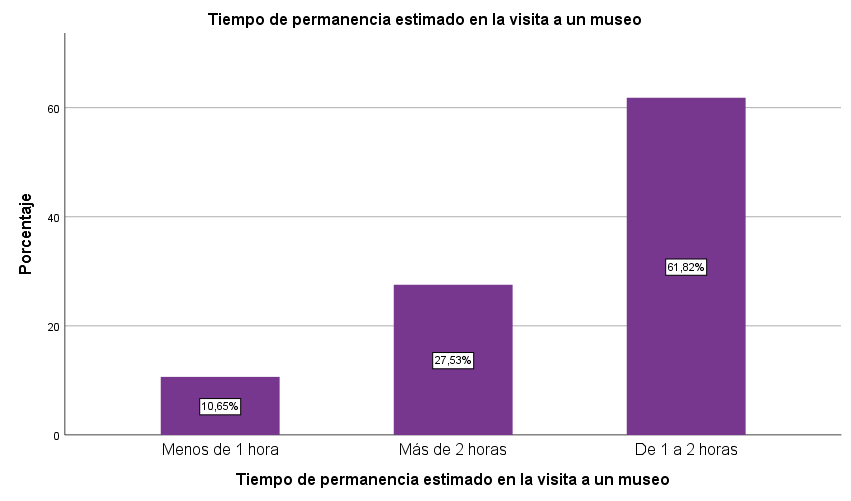 Tiempo de permanencia estimado en la visita a un museo
Porcentaje
60
40
20
0
61,82%
27,53%
10,65%
Menos de 1 hora
Más de 2 horas
De 1 a 2 horas
Tiempo de permanencia estimado en la visita a un museo